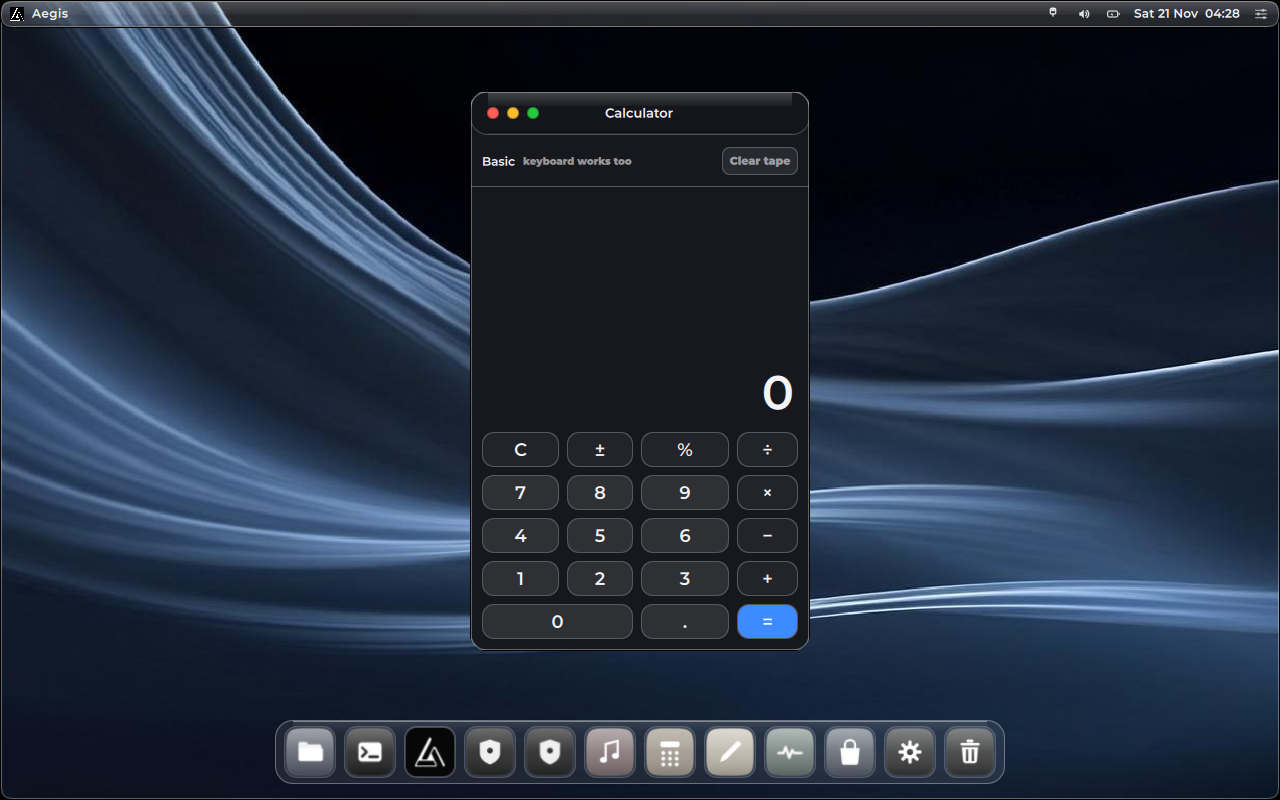 Aegis
Sat 21 Nov 04:28
Calculator
Basic keyboard works too Clear tape
0
C ± % ÷
7 8 9 ×
4 5 6 −
1 2 3 +
0 . =